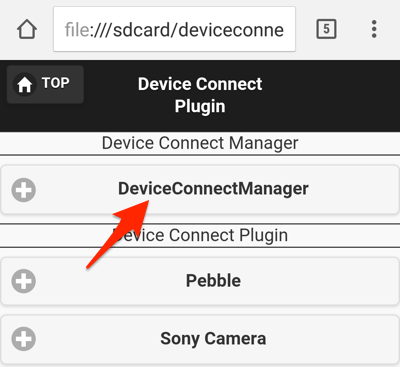 file:///sdcard/deviceconne
5
TOP
Device Connect
Plugin
Device Connect Manager
DeviceConnectManager
Device Connect Plugin
Pebble
Sony Camera